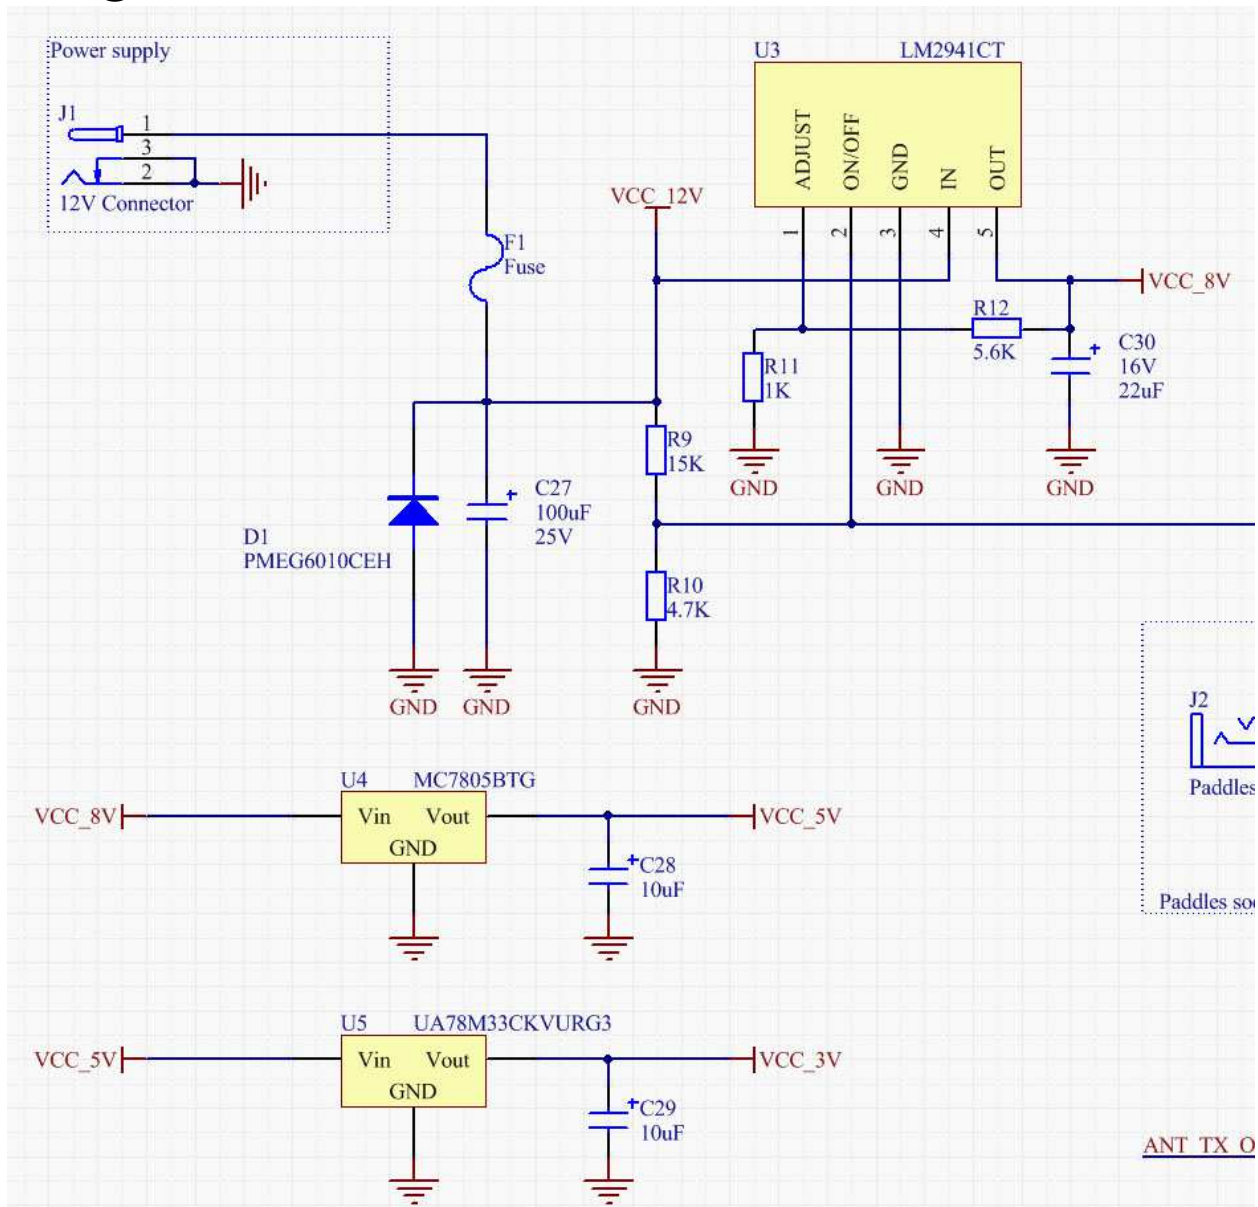 Power supply
J1
1
3
2
12V Connector
F1
Fuse
VCC_12V
U3 LM2941CT
ADJUST
ON/OFF
GND
IN
OUT
1
2
3
4
5
VCC_8V
R12
5.6K
C30
16V
22uF
R11
1K
GND
GND
GND
R9
15K
C27
100uF
25V
D1
PMEG6010CEH
R10
4.7K
GND
GND
GND
J2
Paddles
Paddles
U4 MC7805BTG
VCC_8V
Vin Vout
GND
VCC_5V
C28
10uF
U5 UA78M33CKVURG3
VCC_5V
Vin Vout
GND
VCC_3V
C29
10uF
ANT_TX_O